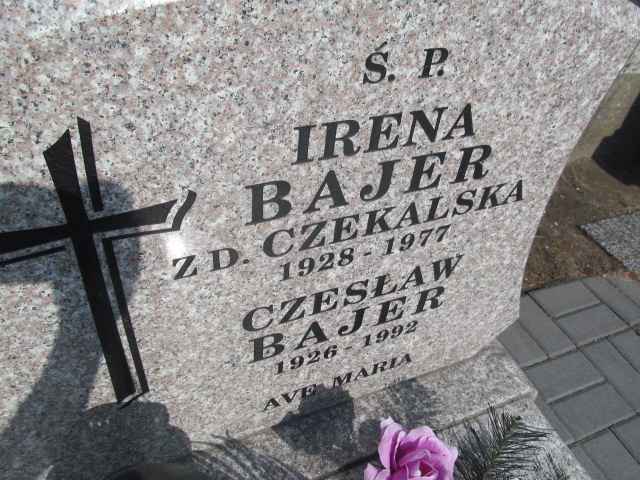 Ś. P.
IRENA
BAJER
Z D. CZEKALSKA
1928 - 1977
CZESŁAW
BAJER
1926 - 1992
AVE MARIA